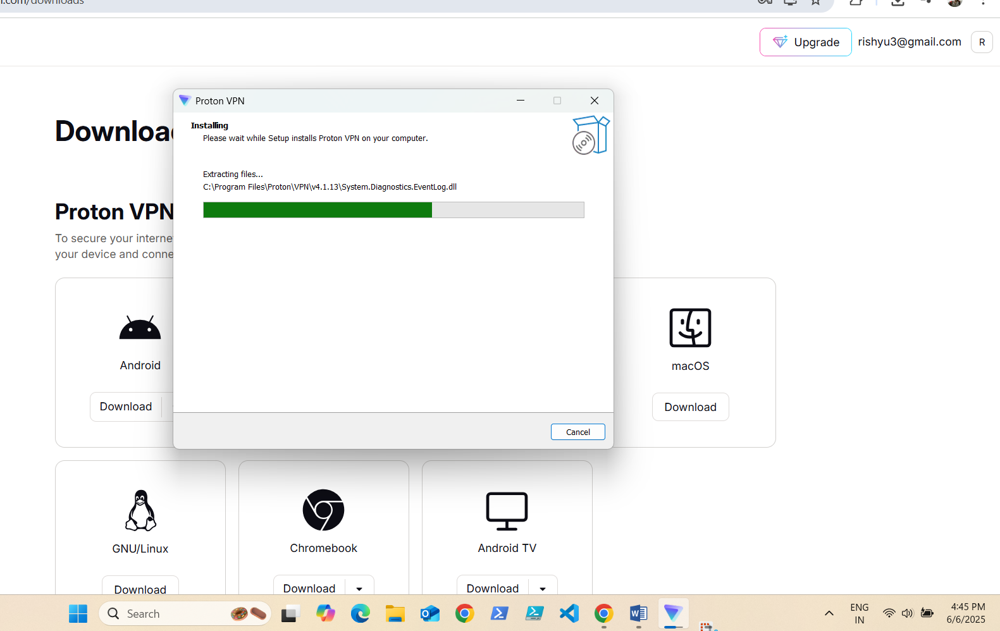 .com/downloads
Upgrade
rishyu3@gmail.com
R
Proton VPN
Installing
Please wait while Setup installs Proton VPN on your computer.
Extracting files...
C:\Program Files\Proton\VPN\v4.1.13\System.Diagnostics.EventLog.dll
Cancel
Downloa
Proton VPN
To secure your interne
your device and conne
Android
Download
macOS
Download
GNU/Linux
Download
Chromebook
Download
Android TV
Download
Search
ENG
IN
4:45 PM
6/6/2025